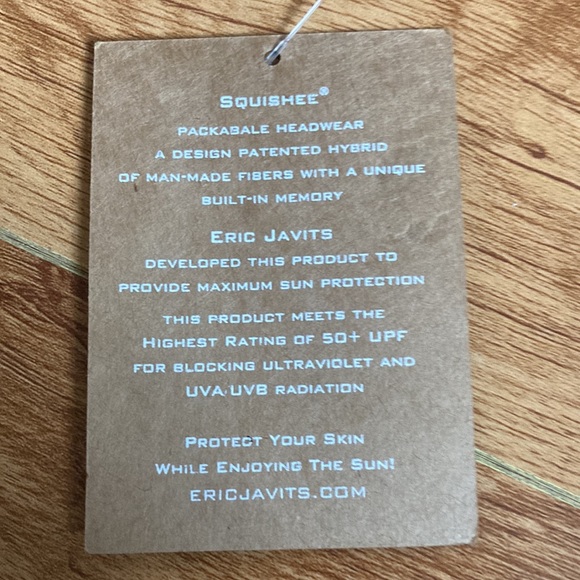 Squishee®
PACKABALE HEADWEAR
A DESIGN PATENTED HYBRID
OF MAN-MADE FIBERS WITH A UNIQUE
BUILT-IN MEMORY
Eric Javits
DEVELOPED THIS PRODUCT TO
PROVIDE MAXIMUM SUN PROTECTION
THIS PRODUCT MEETS THE
Highest Rating of 50+ UPF
FOR BLOCKING ULTRAVIOLET AND
UVA UVB RADIATION
Protect Your Skin
While Enjoying The Sun!
ERICJAVITS.COM